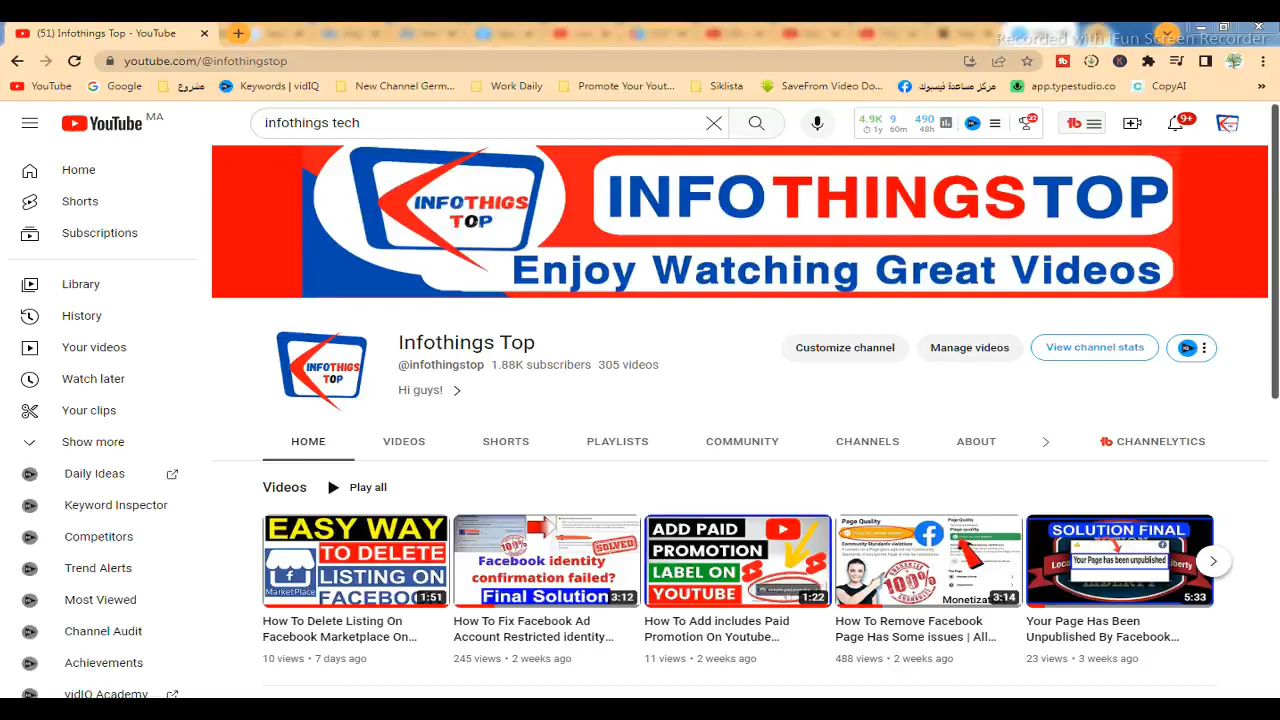 (51) Infothings Top - YouTube
Recorded with iFun Screen Recorder
youtube.com/@infothingstop
YouTube
Google
مشروع
Keywords | vidIQ
New Channel Germ...
Work Daily
Promote Your Yout...
Siklista
SaveFrom Video Do...
مركز مساعدة فيسبوك
app.typestudio.co
CopyAI
YouTube MA
infothings tech
4.9K 9 490
1y 60m 48h
22
tb
9+
Home
Shorts
Subscriptions
Library
History
Your videos
Watch later
Your clips
Show more
Daily Ideas
Keyword Inspector
Competitors
Trend Alerts
Most Viewed
Channel Audit
Achievements
vidIQ Academy
INFOTHIGS
TOP
INFOTHINGSTOP
Enjoy Watching Great Videos
INFOTHIGS
TOP
Infothings Top
@infothingstop 1.88K subscribers 305 videos
Hi guys!
Customize channel
Manage videos
View channel stats
HOME
VIDEOS
SHORTS
PLAYLISTS
COMMUNITY
CHANNELS
ABOUT
tb CHANNELYTICS
Videos
Play all
EASY WAY
TO DELETE
LISTING ON
FACEBOOK
MarketPlace
1:51
How To Delete Listing On
Facebook Marketplace On...
10 views • 7 days ago
100%
SOLVED
Facebook identity
confirmation failed?
Final Solution
3:12
How To Fix Facebook Ad
Account Restricted identity...
245 views • 2 weeks ago
ADD PAID
PROMOTION
LABEL ON
YOUTUBE
1:22
How To Add includes Paid
Promotion On Youtube...
11 views • 2 weeks ago
Page Quality
Community Standards violations
Page quality
100%
Monetiza
3:14
How To Remove Facebook
Page Has Some issues | All...
488 views • 2 weeks ago
SOLUTION FINAL
Your Page has been unpublished
5:33
Your Page Has Been
Unpublished By Facebook...
23 views • 3 weeks ago